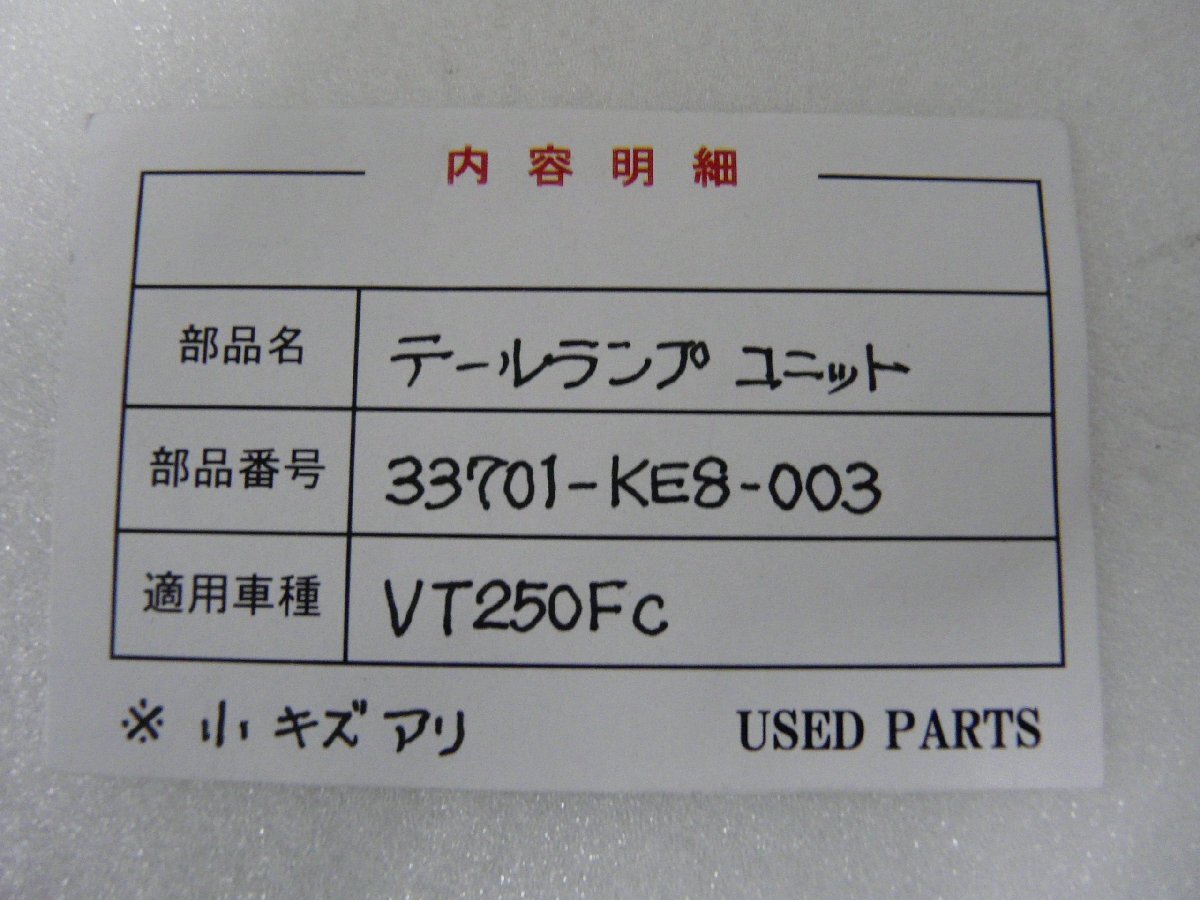 内容明細
部品名 テールランプ ユニット
部品番号 33701-KE8-003
適用車種 VT250Fc
※ 小キズアリ USED PARTS